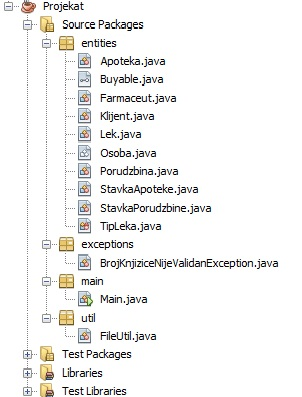 Projekat
Source Packages
entities
Apoteka.java
Buyable.java
Farmaceut.java
Klijent.java
Lek.java
Osoba.java
Porudzbina.java
StavkaApoteke.java
StavkaPorudzbine.java
TipLeka.java
exceptions
BrojKnjiziceNijeValidanException.java
main
Main.java
util
FileUtil.java
Test Packages
Libraries
Test Libraries